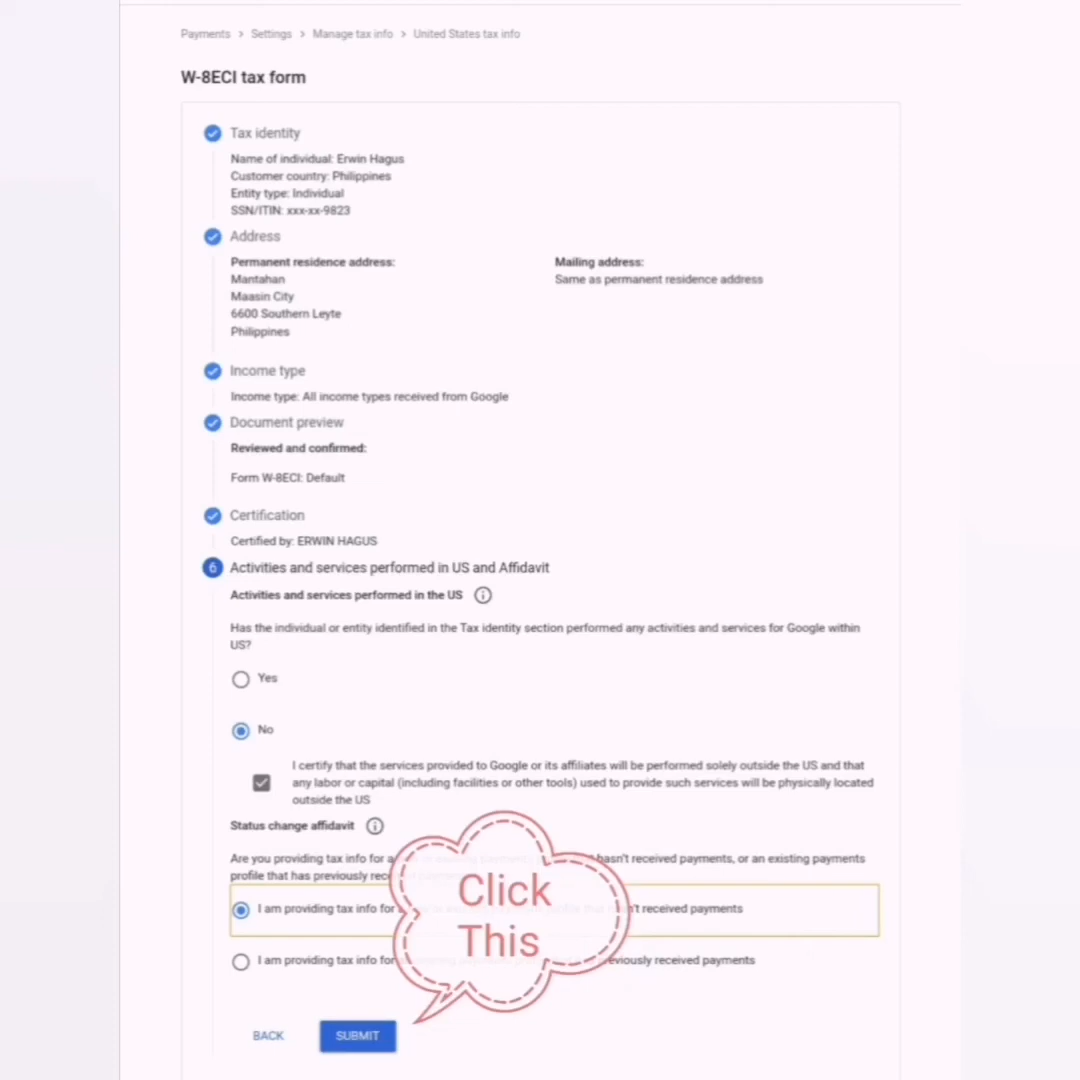 Payments > Settings > Manage tax info > United States tax info
W-8ECI tax form
Tax identity
Name of individual: Erwin Hagus
Customer country: Philippines
Entity type: Individual
SSN/ITIN: xxx-xx-9823
Address
Permanent residence address:
Mantahan
Maasin City
6600 Southern Leyte
Philippines
Mailing address:
Same as permanent residence address
Income type
Income type: All income types received from Google
Document preview
Reviewed and confirmed:
Form W-8ECI: Default
Certification
Certified by: ERWIN HAGUS
6 Activities and services performed in US and Affidavit
Activities and services performed in the US
Has the individual or entity identified in the Tax identity section performed any activities and services for Google within
US?
Yes
No
I certify that the services provided to Google or its affiliates will be performed solely outside the US and that
any labor or capital (including facilities or other tools) used to provide such services will be physically located
outside the US
Status change affidavit
Are you providing tax info for a hasn't received payments, or an existing payments
profile that has previously
I am providing tax info for received payments
I am providing tax info for previously received payments
Click
This
BACK
SUBMIT